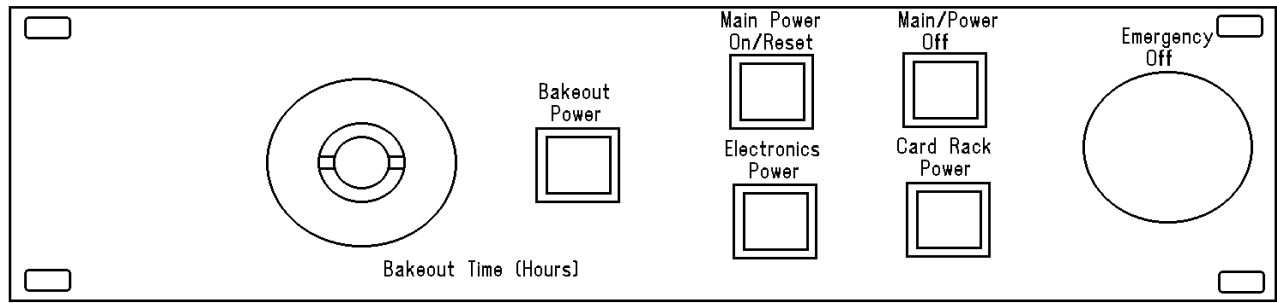 Main Power
On/Reset
Main/Power
Off
Emergency
Off
Bakeout
Power
Electronics
Power
Card Rack
Power
Bakeout Time (Hours)